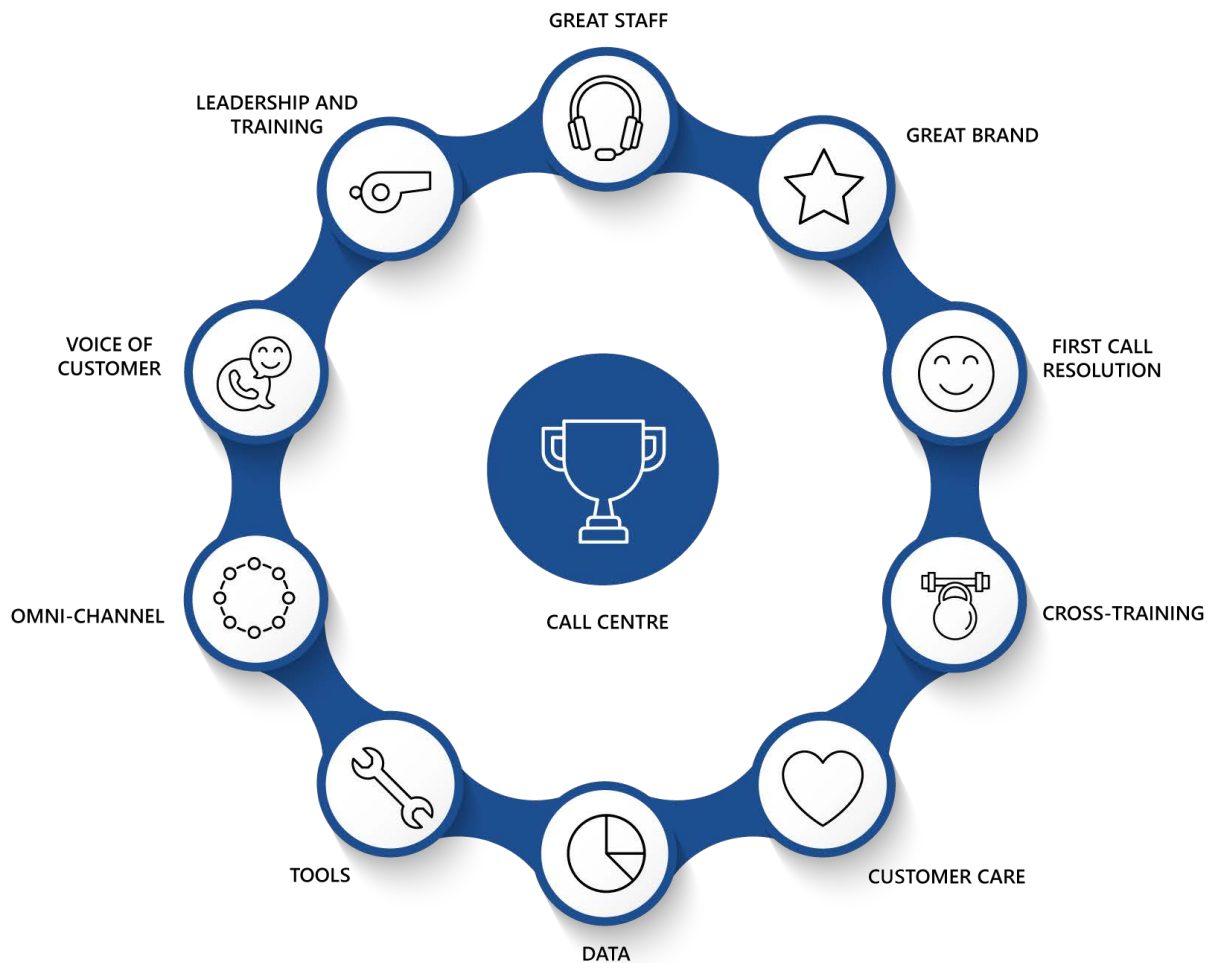 GREAT STAFF
LEADERSHIP AND
TRAINING
GREAT BRAND
VOICE OF
CUSTOMER
FIRST CALL
RESOLUTION
OMNI-CHANNEL
CALL CENTRE
CROSS-TRAINING
TOOLS
CUSTOMER CARE
DATA